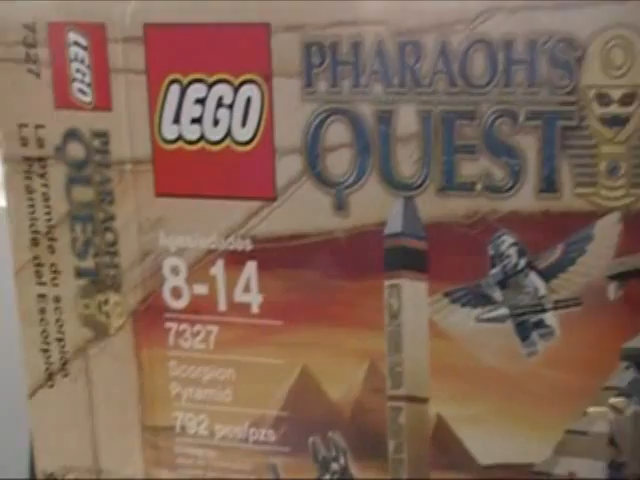 7327
LEGO
PHARAOH'S
QUEST
La pyramide du scorpion
La Pirámide del Escorpión
LEGO
PHARAOH'S
QUEST
ages/edades
8-14
7327
Scorpion
Pyramid
792 pcs/pzs